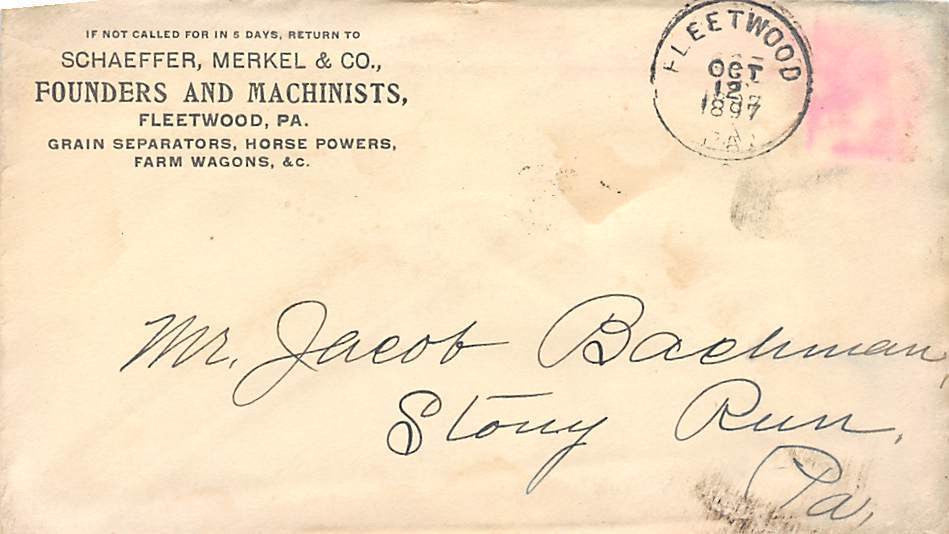 IF NOT CALLED FOR IN 5 DAYS, RETURN TO
SCHAEFFER, MERKEL & CO.,
FOUNDERS AND MACHINISTS,
FLEETWOOD, PA.
GRAIN SEPARATORS, HORSE POWERS,
FARM WAGONS, &C.
FLEETWOOD
OCT
12
1897
PA
Mr. Jacob Bachman,
Stony Run,
Pa,